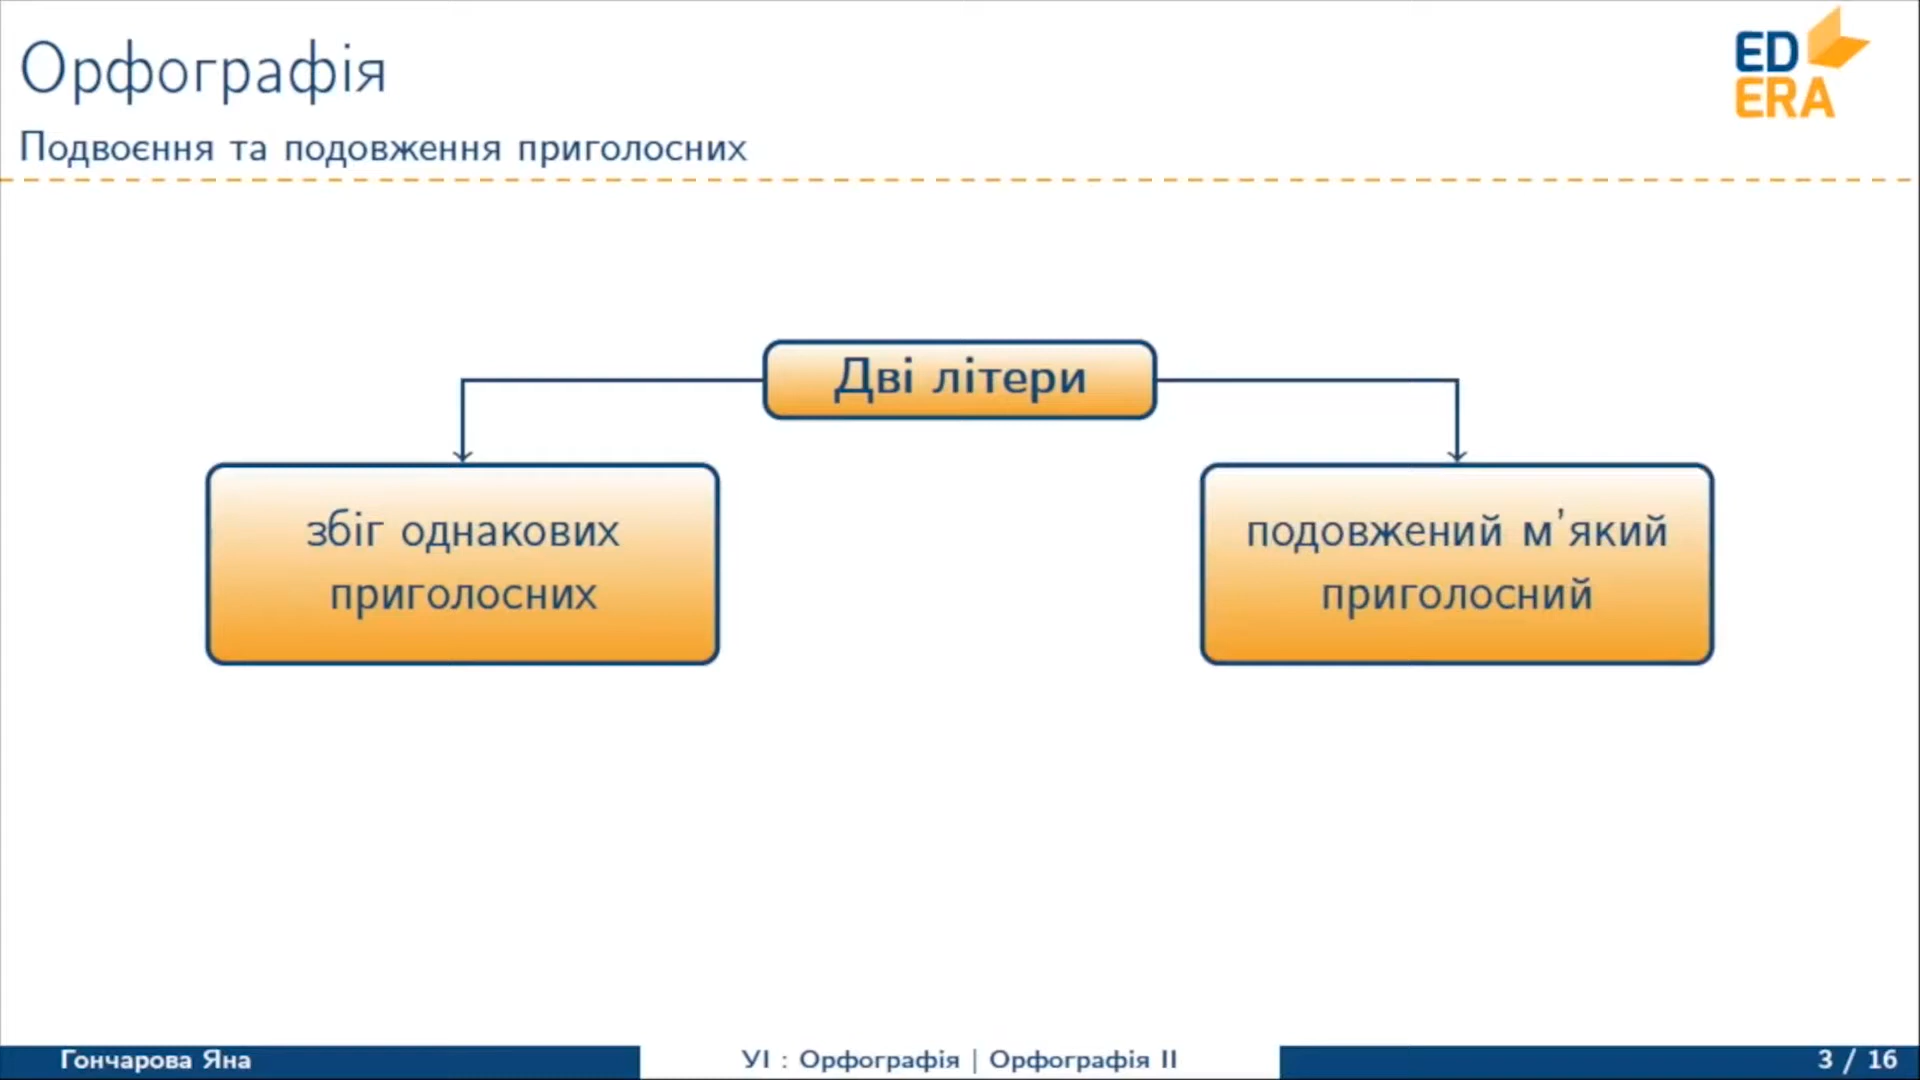 Орфографія
ED
ERA
Подвоєння та подовження приголосних
Дві літери
збіг однакових
приголосних
подовжений м'який
приголосний
Гончарова Яна
УІ : Орфографія | Орфографія ІІ
3 / 16